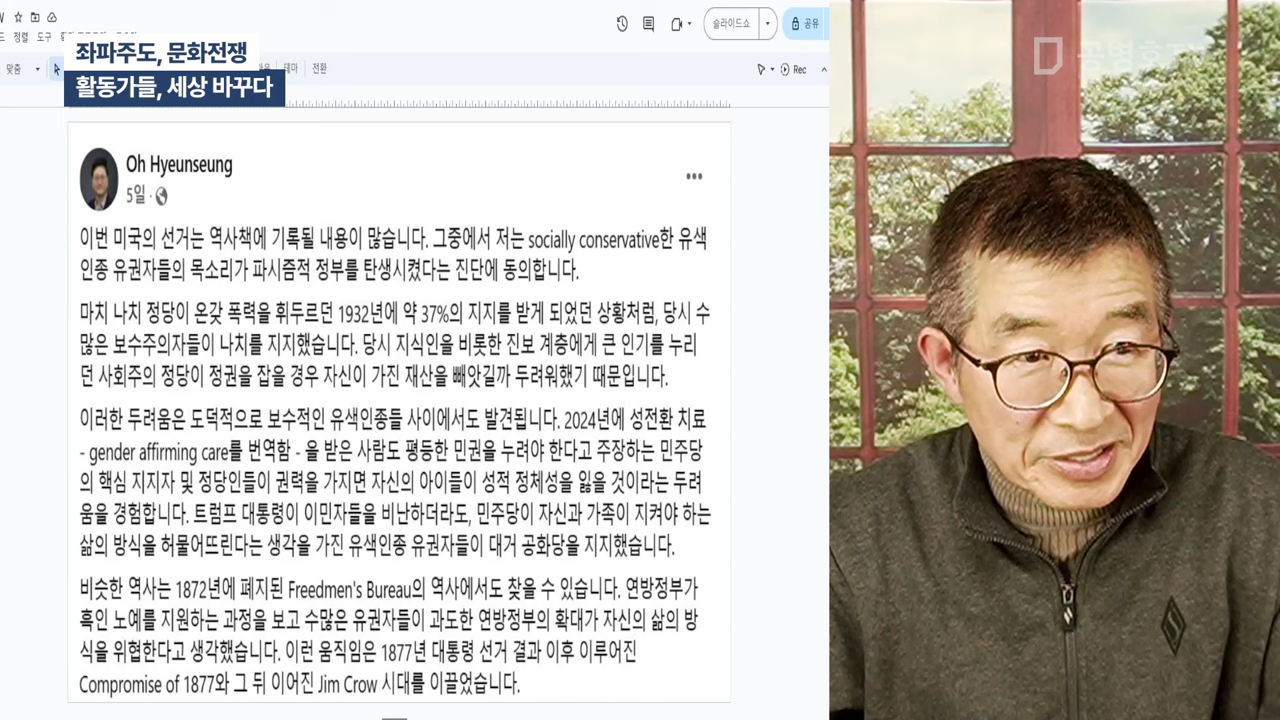 정렬
도구
슬라이드쇼
공유
좌파주도, 문화전쟁
맞춤
테마
전환
Rec
활동가들, 세상 바꾸다
공병호TV
Oh Hyeunseung
5일 ·
이번 미국의 선거는 역사책에 기록될 내용이 많습니다. 그중에서 저는 socially conservative한 유색
인종 유권자들의 목소리가 파시즘적 정부를 탄생시켰다는 진단에 동의합니다.
마치 나치 정당이 온갖 폭력을 휘두르던 1932년에 약 37%의 지지를 받게 되었던 상황처럼, 당시 수
많은 보수주의자들이 나치를 지지했습니다. 당시 지식인을 비롯한 진보 계층에게 큰 인기를 누리
던 사회주의 정당이 정권을 잡을 경우 자신이 가진 재산을 빼앗길까 두려워했기 때문입니다.
이러한 두려움은 도덕적으로 보수적인 유색인종들 사이에서도 발견됩니다. 2024년에 성전환 치료
- gender affirming care를 번역함 - 을 받은 사람도 평등한 민권을 누려야 한다고 주장하는 민주당
의 핵심 지지자 및 정당인들이 권력을 가지면 자신의 아이들이 성적 정체성을 잃을 것이라는 두려
움을 경험합니다. 트럼프 대통령이 이민자들을 비난하더라도, 민주당이 자신과 가족이 지켜야 하는
삶의 방식을 허물어뜨린다는 생각을 가진 유색인종 유권자들이 대거 공화당을 지지했습니다.
비슷한 역사는 1872년에 폐지된 Freedmen's Bureau의 역사에서도 찾을 수 있습니다. 연방정부가
흑인 노예를 지원하는 과정을 보고 수많은 유권자들이 과도한 연방정부의 확대가 자신의 삶의 방
식을 위협한다고 생각했습니다. 이런 움직임은 1877년 대통령 선거 결과 이후 이루어진
Compromise of 1877와 그 뒤 이어진 Jim Crow 시대를 이끌었습니다.